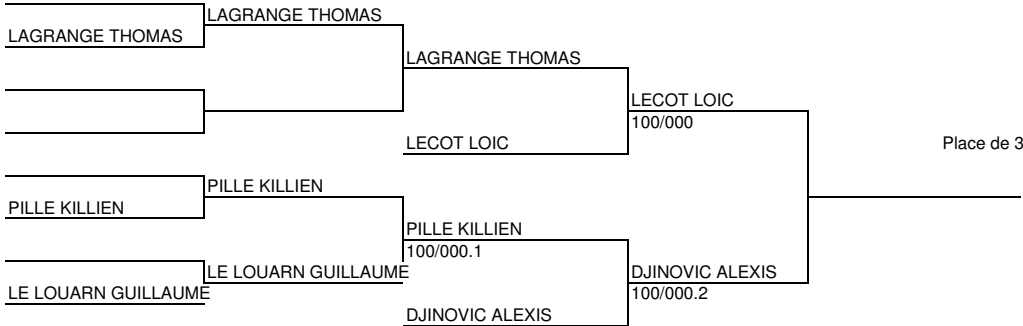 LAGRANGE THOMAS
LAGRANGE THOMAS
LAGRANGE THOMAS
LECOT LOIC
100/000
LECOT LOIC
Place de 3
PILLE KILLIEN
PILLE KILLIEN
PILLE KILLIEN
100/000.1
LE LOUARN GUILLAUME
DJINOVIC ALEXIS
LE LOUARN GUILLAUME
100/000.2
DJINOVIC ALEXIS